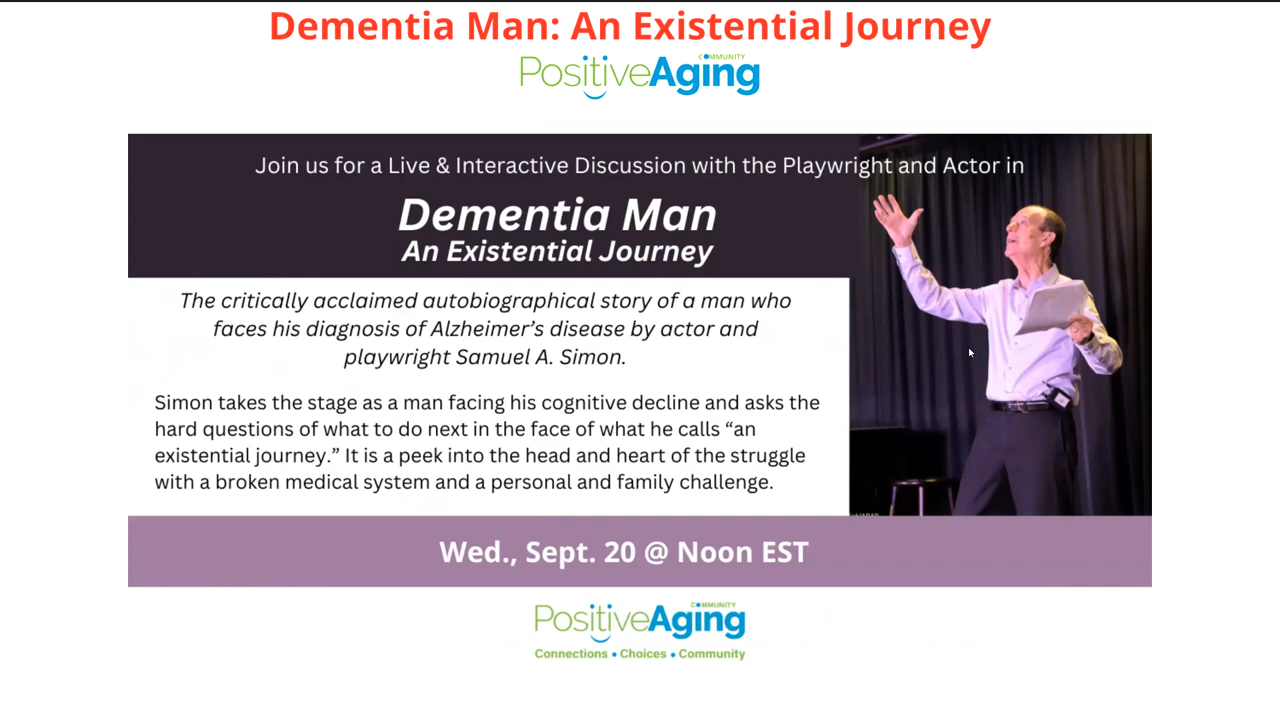 Dementia Man: An Existential Journey
COMMUNITY
PositiveAging
Join us for a Live & Interactive Discussion with the Playwright and Actor in
Dementia Man
An Existential Journey
The critically acclaimed autobiographical story of a man who
faces his diagnosis of Alzheimer’s disease by actor and
playwright Samuel A. Simon.
Simon takes the stage as a man facing his cognitive decline and asks the
hard questions of what to do next in the face of what he calls “an
existential journey.” It is a peek into the head and heart of the struggle
with a broken medical system and a personal and family challenge.
Wed., Sept. 20 @ Noon EST
COMMUNITY
PositiveAging
Connections • Choices • Community